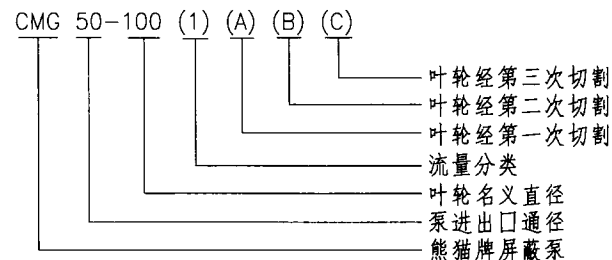 CMG 50-100 (1) (A) (B) (C)
叶轮经第三次切割
叶轮经第二次切割
叶轮经第一次切割
流量分类
叶轮名义直径
泵进出口通径
熊猫牌屏蔽泵